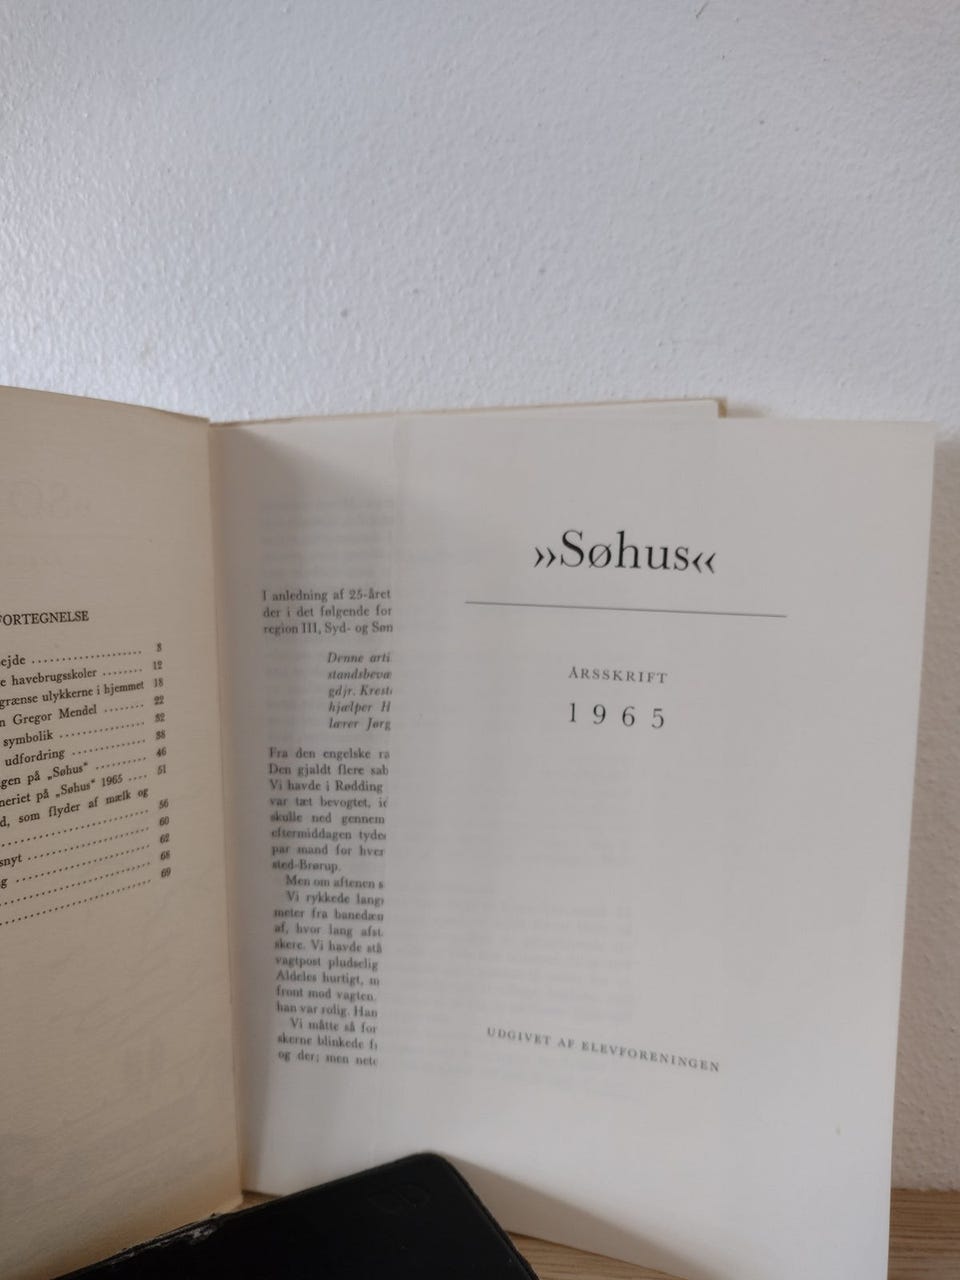 FORTEGNELSE
ejde .................... 8
e havebrugsskoler ........ 12
grænse ulykkerne i hjemmet 18
n Gregor Mendel ........ 22
symbolik ................ 32
udfordring .............. 38
gen på „Søhus“ .......... 46
neriet på „Søhus“ 1965 .... 51
d, som flyder af mælk og
........................ 56
snyt .................... 60
g ...................... 62
........................ 68
........................ 69
I anledning af 25-året
der i det følgende for
region III, Syd- og Søn
Denne arti
standsbevæ
gdjr. Krest
hjælper H
lærer Jørg
Fra den engelske ra
Den gjaldt flere sab
Vi havde i Rødding
var tæt bevogtet, id
skulle ned gennem
eftermiddagen tyde
par mand for hver
sted-Brørup.
Men om aftenen s
Vi rykkede lang
meter fra banedæm
af, hvor lang afst
skere. Vi havde stå
vagtpost pludselig
Aldeles hurtigt, m
front mod vagten.
han var rolig. Han
Vi måtte så for
skerne blinkede f
og der; men nete
»Søhus«
ÅRSSKRIFT
1965
UDGIVET AF ELEVFORENINGEN